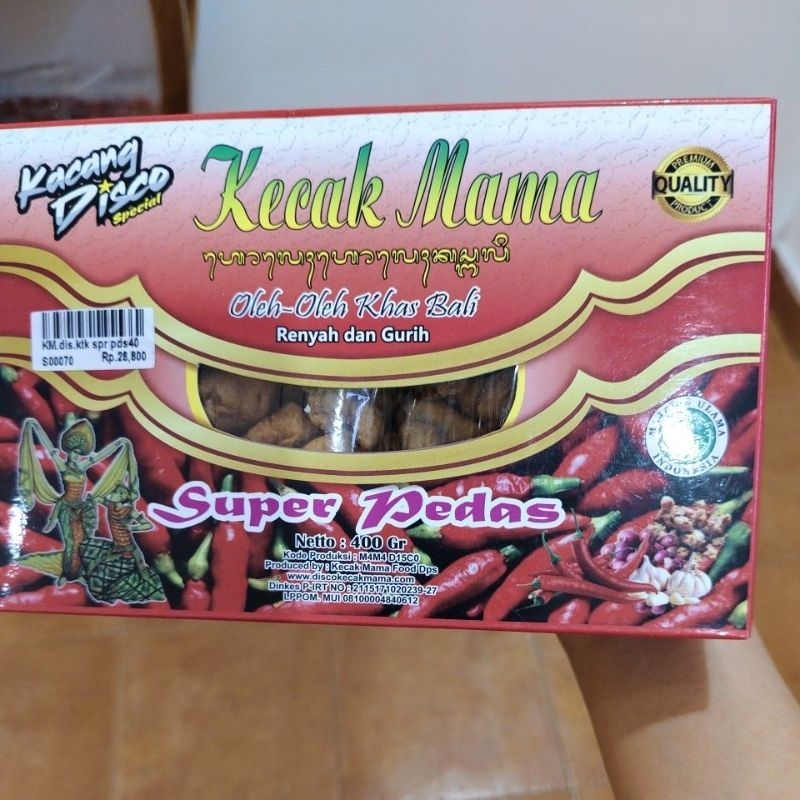 Kacang
Disco
Special
Kecak Mama
PREMIUM
QUALITY
PRODUCT
Oleh-Oleh Khas Bali
Renyah dan Gurih
KM.dis.ktk spr pds40
S00070 Rp.28,800
ULAMA
INDONESIA
Super Pedas
Netto : 400 Gr
Kode Produksi : M4M4 D15C0
Produced by : Kecak Mama Food Dps
www.discokecakmama.com
Dinkes P-IRT NO : 2115171020239-27
LPPOM. MUI 08100004840612